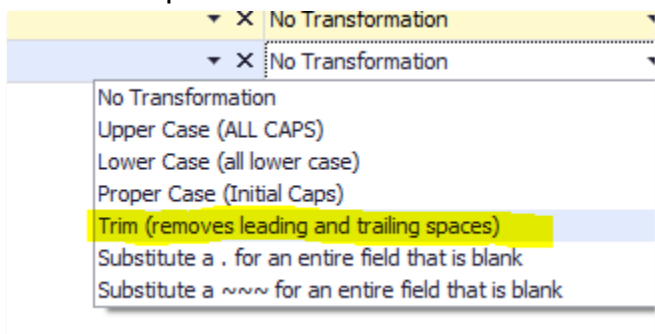 No Transformation
No Transformation
No Transformation
Upper Case (ALL CAPS)
Lower Case (all lower case)
Proper Case (Initial Caps)
Trim (removes leading and trailing spaces)
Substitute a . for an entire field that is blank
Substitute a ~~~ for an entire field that is blank